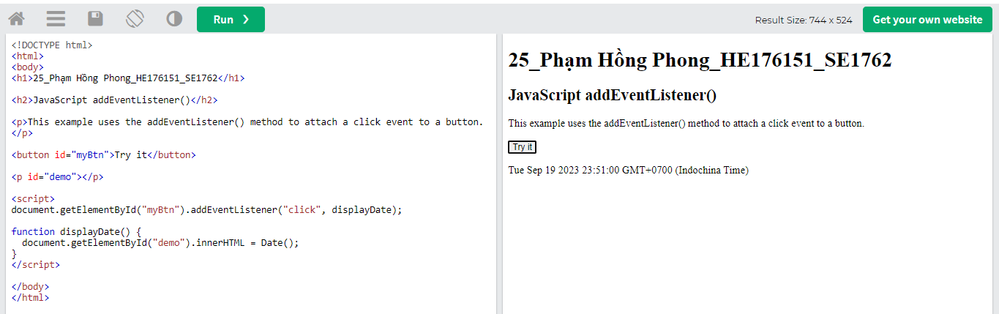 Run ❯
Result Size: 744 x 524
Get your own website
<!DOCTYPE html>
<html>
<body>
<h1>25_Phạm Hồng Phong_HE176151_SE1762</h1>
<h2>JavaScript addEventListener()</h2>
<p>This example uses the addEventListener() method to attach a click event to a button.
</p>
<button id="myBtn">Try it</button>
<p id="demo"></p>
<script>
document.getElementById("myBtn").addEventListener("click", displayDate);
function displayDate() {
  document.getElementById("demo").innerHTML = Date();
}
</script>
</body>
</html>
25_Phạm Hồng Phong_HE176151_SE1762
JavaScript addEventListener()
This example uses the addEventListener() method to attach a click event to a button.
Try it
Tue Sep 19 2023 23:51:00 GMT+0700 (Indochina Time)